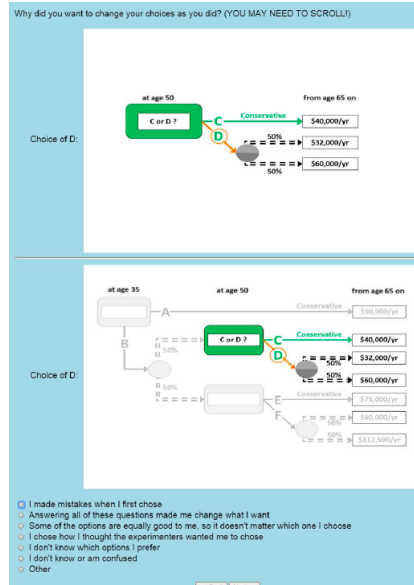 Why did you want to change your choices as you did? (YOU MAY NEED TO SCROLL!)
at age 50
from age 65 on
C or D ?
C
Conservative
$40,000/yr
Choice of D:
D
50%
$32,000/yr
$60,000/yr
50%
at age 35
at age 50
from age 65 on
A
Conservative
$50,000/yr
B
50%
C or D ?
C
Conservative
$40,000/yr
D
50%
$32,000/yr
Choice of D:
50%
$60,000/yr
50%
E
Conservative
$75,000/yr
F
50%
$60,000/yr
50%
$112,500/yr
I made mistakes when I first chose
Answering all of these questions made me change what I want
Some of the options are equally good to me, so it doesn't matter which one I choose
I chose how I thought the experimenters wanted me to chose
I don't know which options I prefer
I don't know or am confused
Other